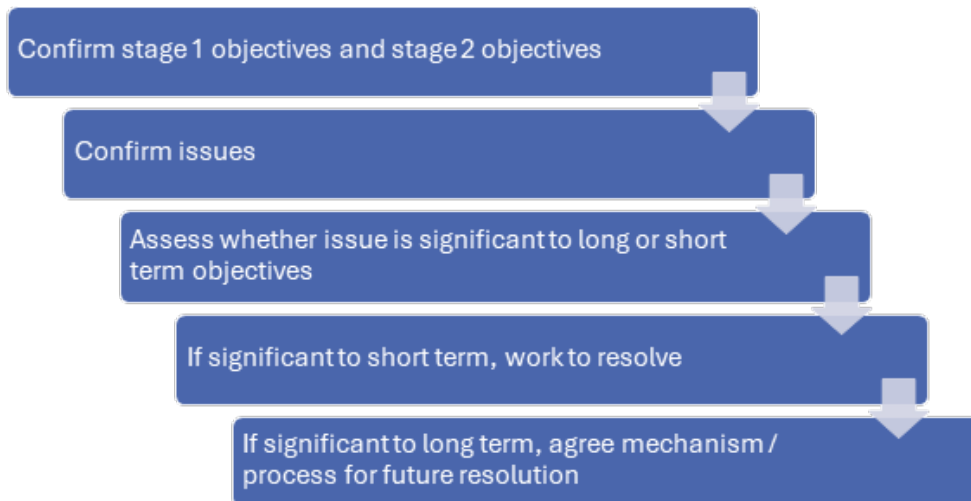 Confirm stage 1 objectives and stage 2 objectives
Confirm issues
Assess whether issue is significant to long or short
term objectives
If significant to short term, work to resolve
If significant to long term, agree mechanism /
process for future resolution